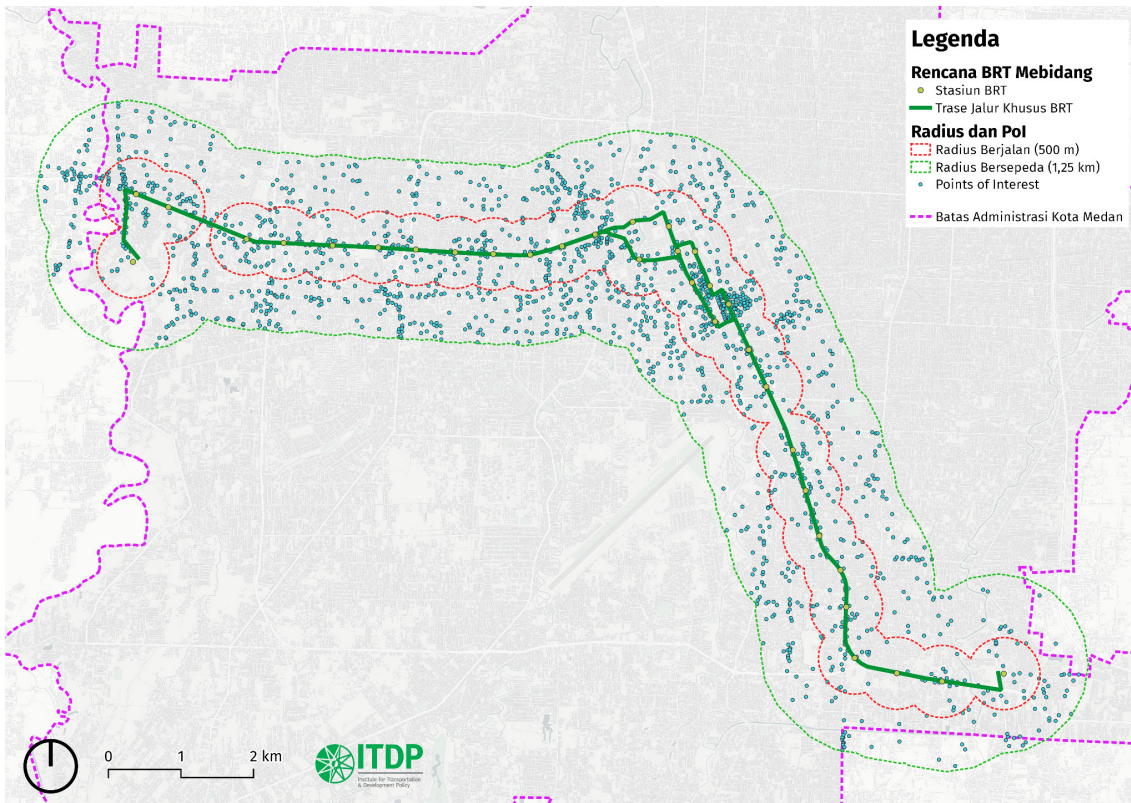 Legenda
Rencana BRT Mebidang
Stasiun BRT
Trase Jalur Khusus BRT
Radius dan PoI
Radius Berjalan (500 m)
Radius Bersepeda (1,25 km)
Points of Interest
Batas Administrasi Kota Medan
0 1 2 km
ITDP
Institute for Transportation
& Development Policy